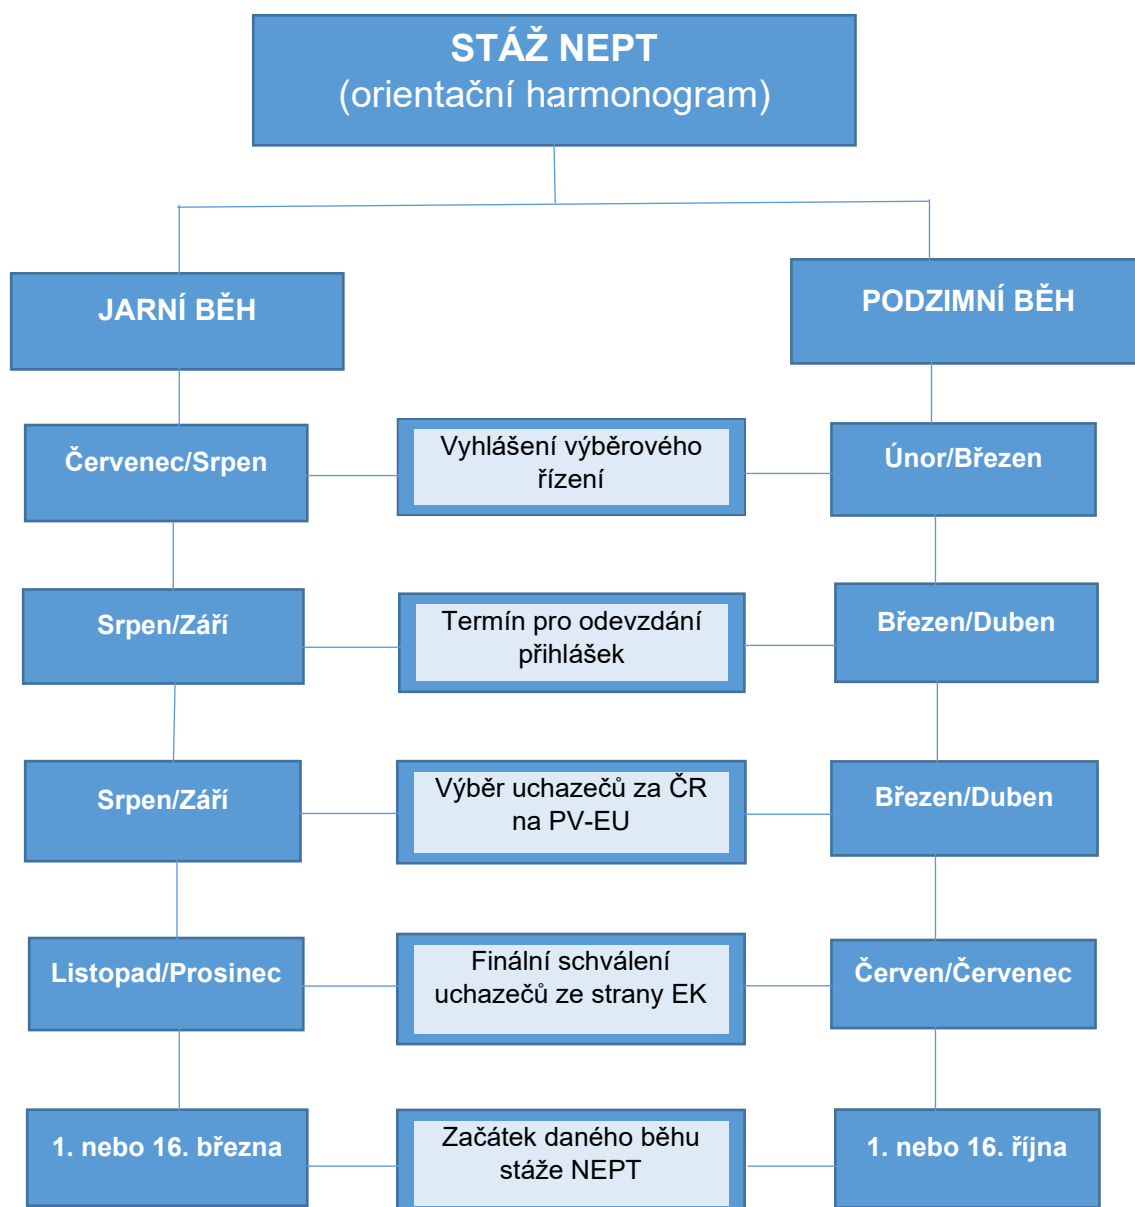 STÁŽ NEPT
(orientační harmonogram)
JARNÍ BĚH
PODZIMNÍ BĚH
Červenec/Srpen
Vyhlášení výběrového
řízení
Únor/Březen
Srpen/Září
Termín pro odevzdání
přihlášek
Březen/Duben
Srpen/Září
Výběr uchazečů za ČR
na PV-EU
Březen/Duben
Listopad/Prosinec
Finální schválení
uchazečů ze strany EK
Červen/Červenec
1. nebo 16. března
Začátek daného běhu
stáže NEPT
1. nebo 16. října